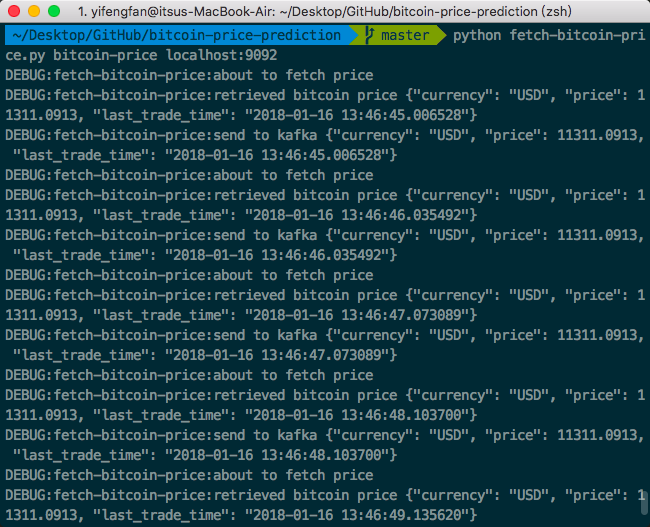 1. yifengfan@itsus-MacBook-Air: ~/Desktop/GitHub/bitcoin-price-prediction (zsh)
~/Desktop/GitHub/bitcoin-price-prediction master python fetch-bitcoin-pri
ce.py bitcoin-price localhost:9092
DEBUG:fetch-bitcoin-price:about to fetch price
DEBUG:fetch-bitcoin-price:retrieved bitcoin price {"currency": "USD", "price": 1
1311.0913, "last_trade_time": "2018-01-16 13:46:45.006528"}
DEBUG:fetch-bitcoin-price:send to kafka {"currency": "USD", "price": 11311.0913,
 "last_trade_time": "2018-01-16 13:46:45.006528"}
DEBUG:fetch-bitcoin-price:about to fetch price
DEBUG:fetch-bitcoin-price:retrieved bitcoin price {"currency": "USD", "price": 1
1311.0913, "last_trade_time": "2018-01-16 13:46:46.035492"}
DEBUG:fetch-bitcoin-price:send to kafka {"currency": "USD", "price": 11311.0913,
 "last_trade_time": "2018-01-16 13:46:46.035492"}
DEBUG:fetch-bitcoin-price:about to fetch price
DEBUG:fetch-bitcoin-price:retrieved bitcoin price {"currency": "USD", "price": 1
1311.0913, "last_trade_time": "2018-01-16 13:46:47.073089"}
DEBUG:fetch-bitcoin-price:send to kafka {"currency": "USD", "price": 11311.0913,
 "last_trade_time": "2018-01-16 13:46:47.073089"}
DEBUG:fetch-bitcoin-price:about to fetch price
DEBUG:fetch-bitcoin-price:retrieved bitcoin price {"currency": "USD", "price": 1
1311.0913, "last_trade_time": "2018-01-16 13:46:48.103700"}
DEBUG:fetch-bitcoin-price:send to kafka {"currency": "USD", "price": 11311.0913,
 "last_trade_time": "2018-01-16 13:46:48.103700"}
DEBUG:fetch-bitcoin-price:about to fetch price
DEBUG:fetch-bitcoin-price:retrieved bitcoin price {"currency": "USD", "price": 1
1311.0913, "last_trade_time": "2018-01-16 13:46:49.135620"}